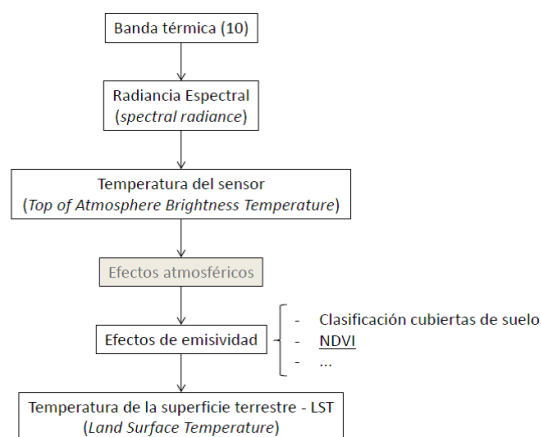 Banda térmica (10)
Radiancia Espectral
(spectral radiance)
Temperatura del sensor
(Top of Atmosphere Brightness Temperature)
Efectos atmosféricos
Efectos de emisividad
- Clasificación cubiertas de suelo
- NDVI
- ...
Temperatura de la superficie terrestre - LST
(Land Surface Temperature)